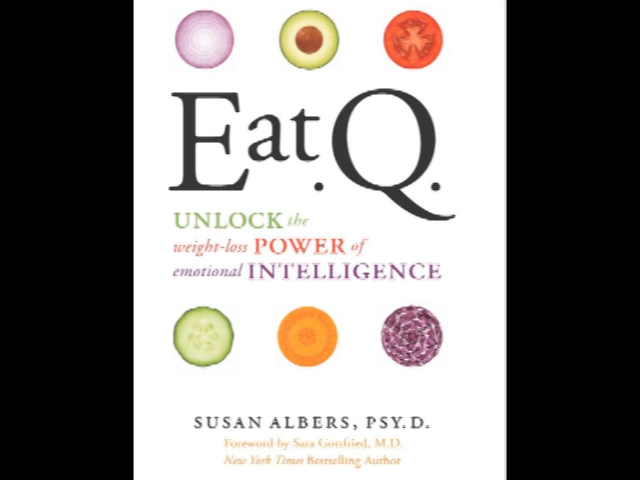 Eat.Q.
UNLOCK the
weight-loss POWER of
emotional INTELLIGENCE
SUSAN ALBERS, PSY.D.
Foreword by Sara Gottfried, M.D.
New York Times Bestselling Author